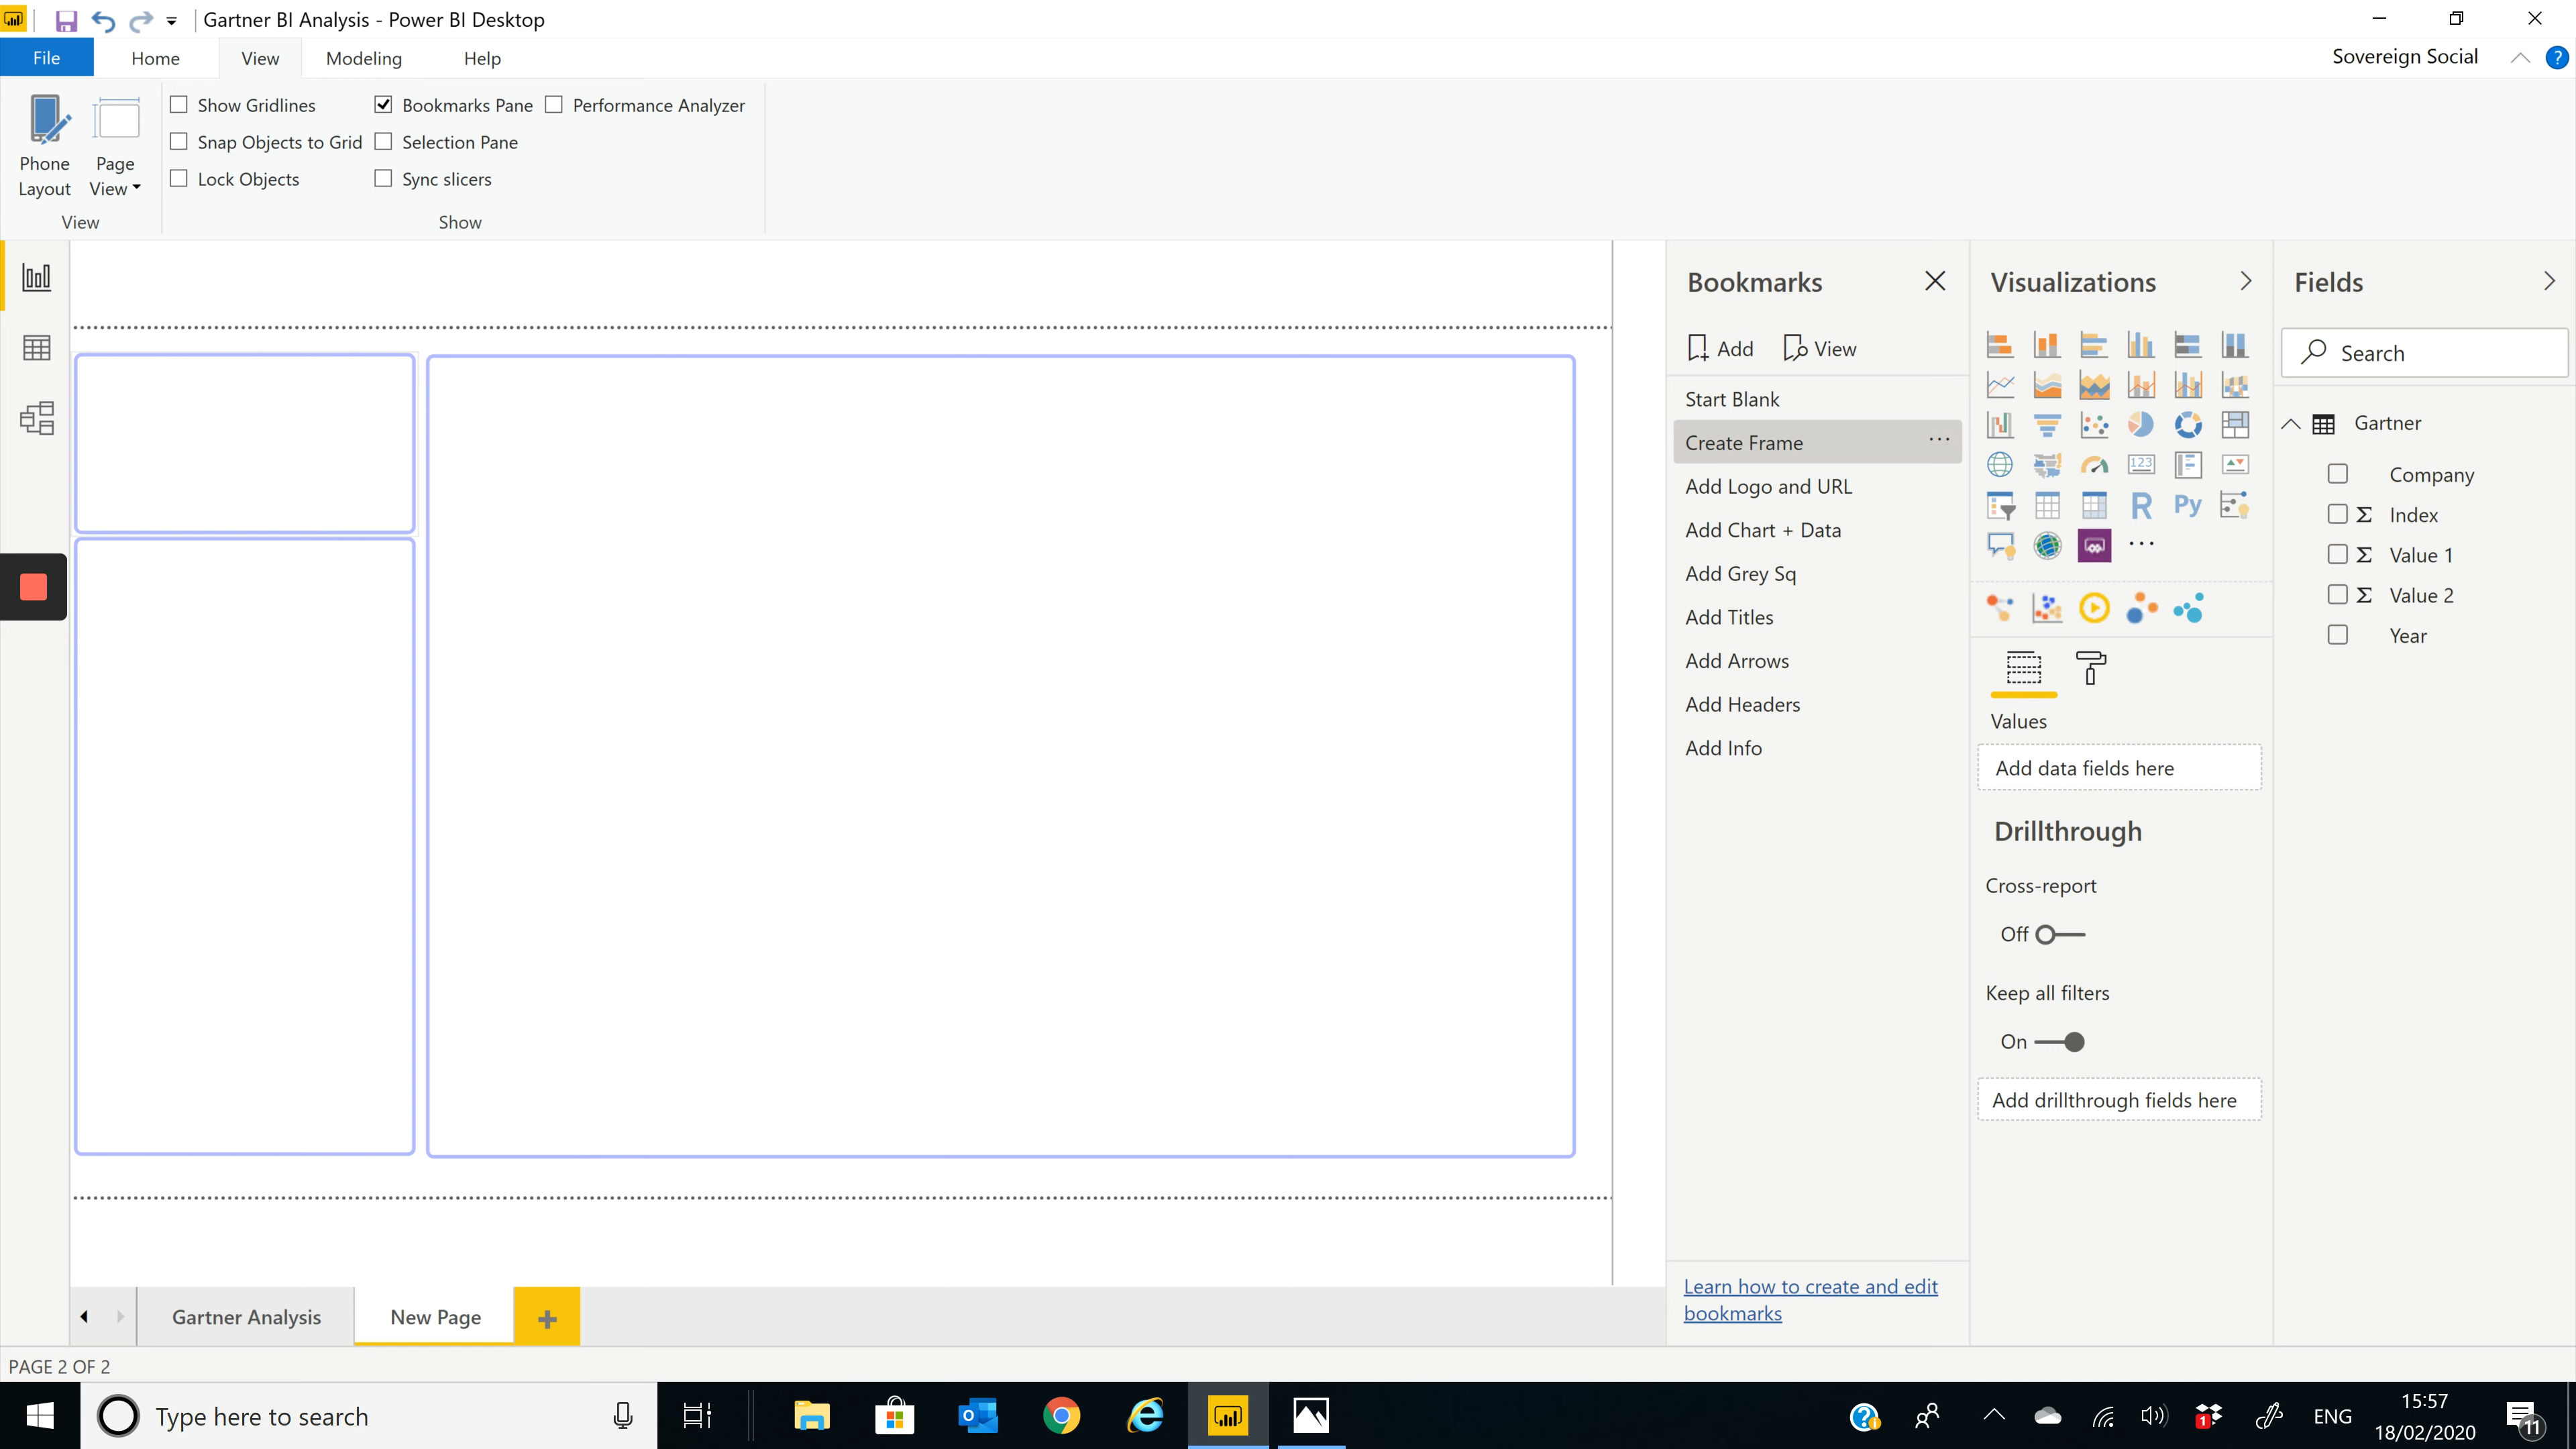 Gartner BI Analysis - Power BI Desktop
File Home View Modeling Help
Sovereign Social
?
Phone Layout
Page View
Show Gridlines
Snap Objects to Grid
Lock Objects
Bookmarks Pane
Selection Pane
Sync slicers
Performance Analyzer
View
Show
Bookmarks
Add View
Start Blank
Create Frame ...
Add Logo and URL
Add Chart + Data
Add Grey Sq
Add Titles
Add Arrows
Add Headers
Add Info
Learn how to create and edit
bookmarks
Visualizations
123
R Py
...
Values
Add data fields here
Drillthrough
Cross-report
Off
Keep all filters
On
Add drillthrough fields here
Fields
Search
Gartner
Company
Σ Index
Σ Value 1
Σ Value 2
Year
Gartner Analysis
New Page
+
PAGE 2 OF 2
Type here to search
1
ENG
15:57
18/02/2020
11